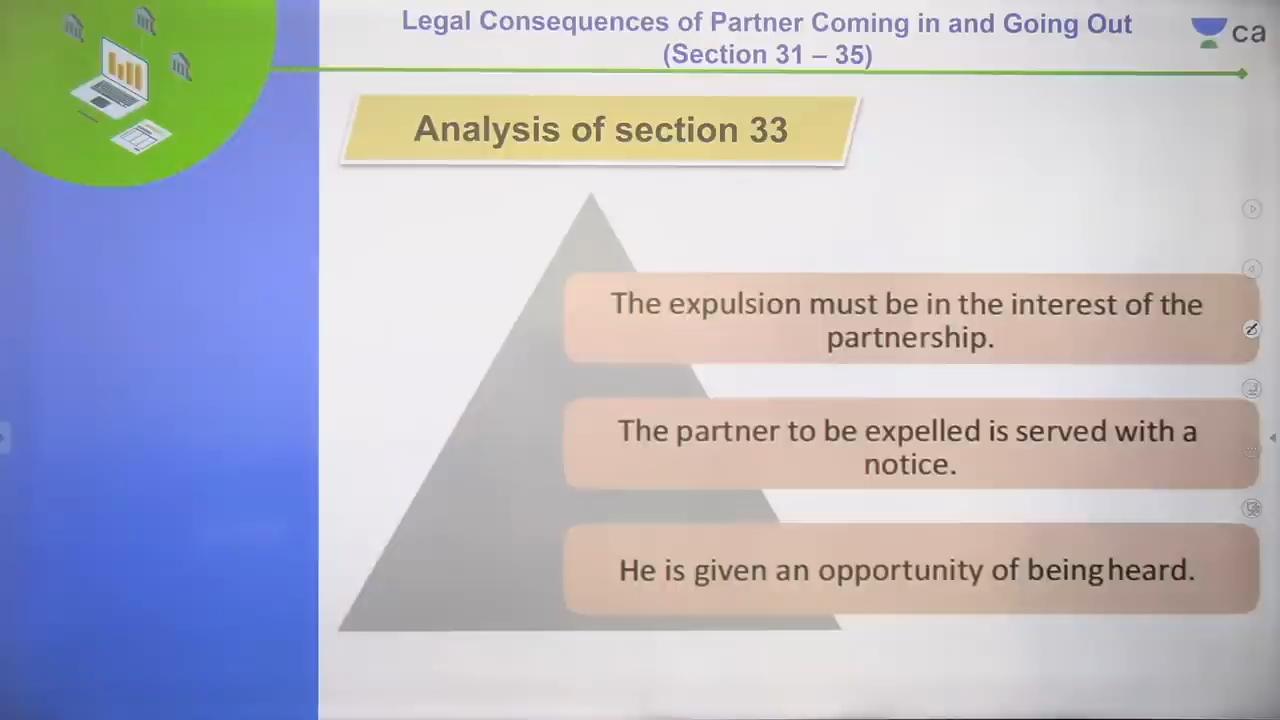 Legal Consequences of Partner Coming in and Going Out
(Section 31 – 35)
ca
Analysis of section 33
The expulsion must be in the interest of the
partnership.
The partner to be expelled is served with a
notice.
He is given an opportunity of being heard.